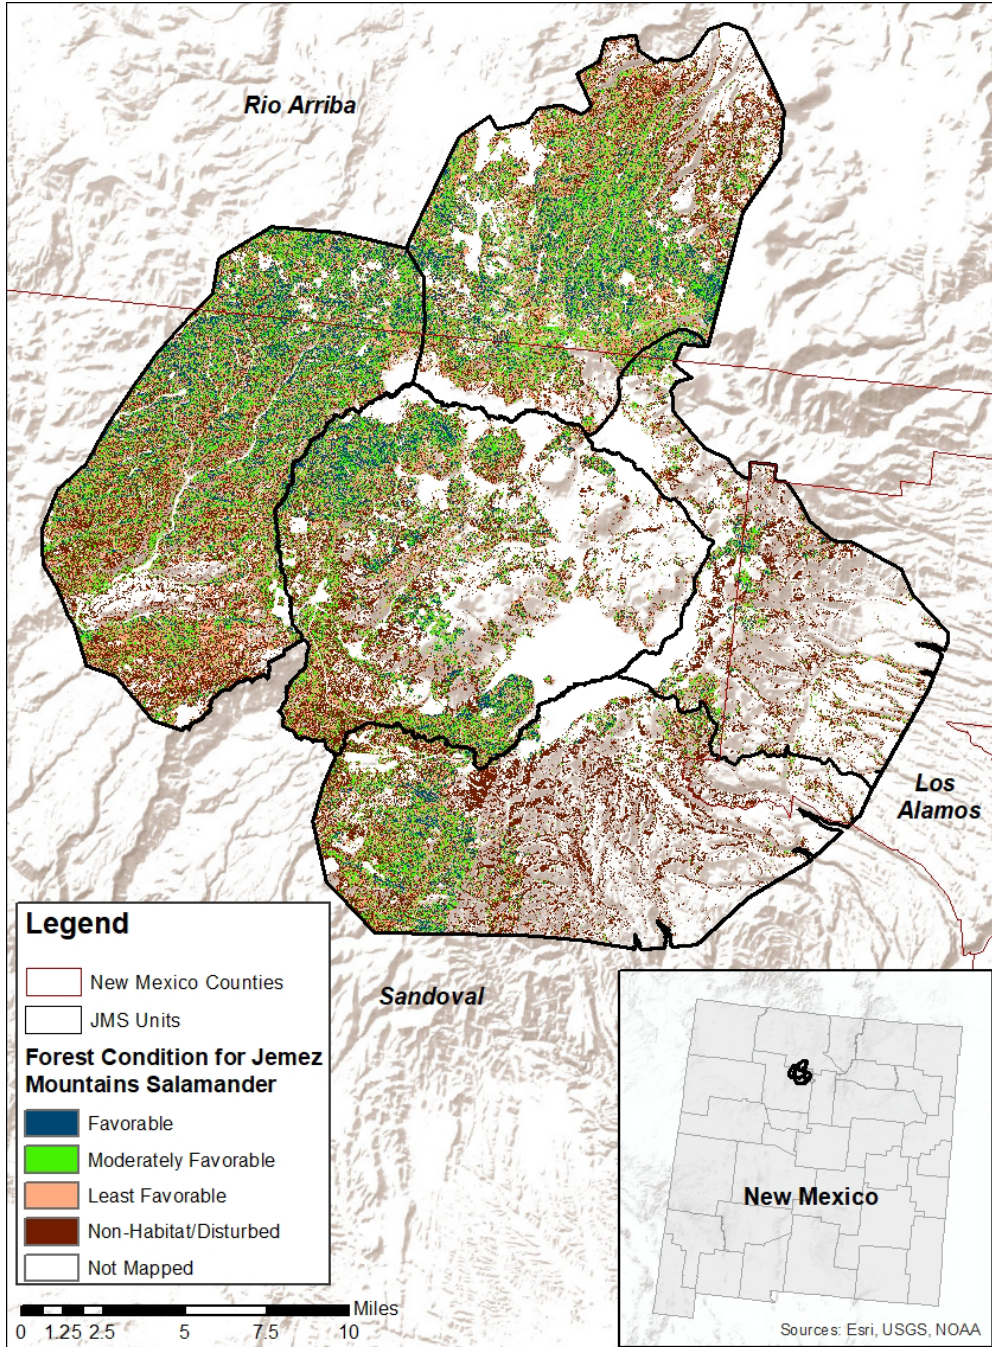 Rio Arriba
Los
Alamos
Sandoval
Legend
New Mexico Counties
JMS Units
Forest Condition for Jemez
Mountains Salamander
Favorable
Moderately Favorable
Least Favorable
Non-Habitat/Disturbed
Not Mapped
Miles
0 1.25 2.5 5 7.5 10
New Mexico
Sources: Esri, USGS, NOAA